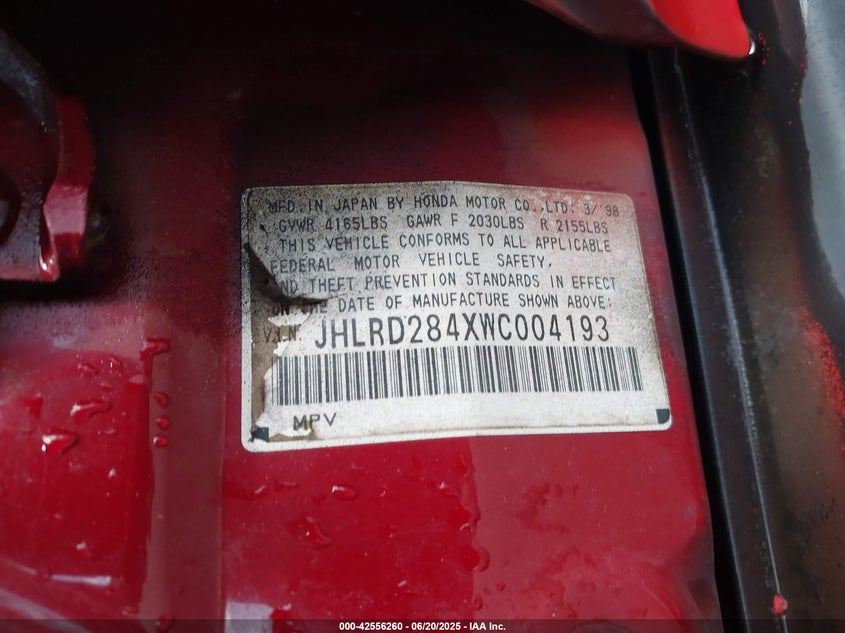 MFD. IN JAPAN BY HONDA MOTOR CO.,LTD. 3/'98
GVWR 4165LBS GAWR F 2030LBS R 2155LBS
THIS VEHICLE CONFORMS TO ALL APPLICABLE
FEDERAL MOTOR VEHICLE SAFETY,
AND THEFT PREVENTION STANDARDS IN EFFECT
ON THE DATE OF MANUFACTURE SHOWN ABOVE:
V.I.N JHLRD284XWC004193
MPV
000-42556260 - 06/20/2025 - IAA Inc.